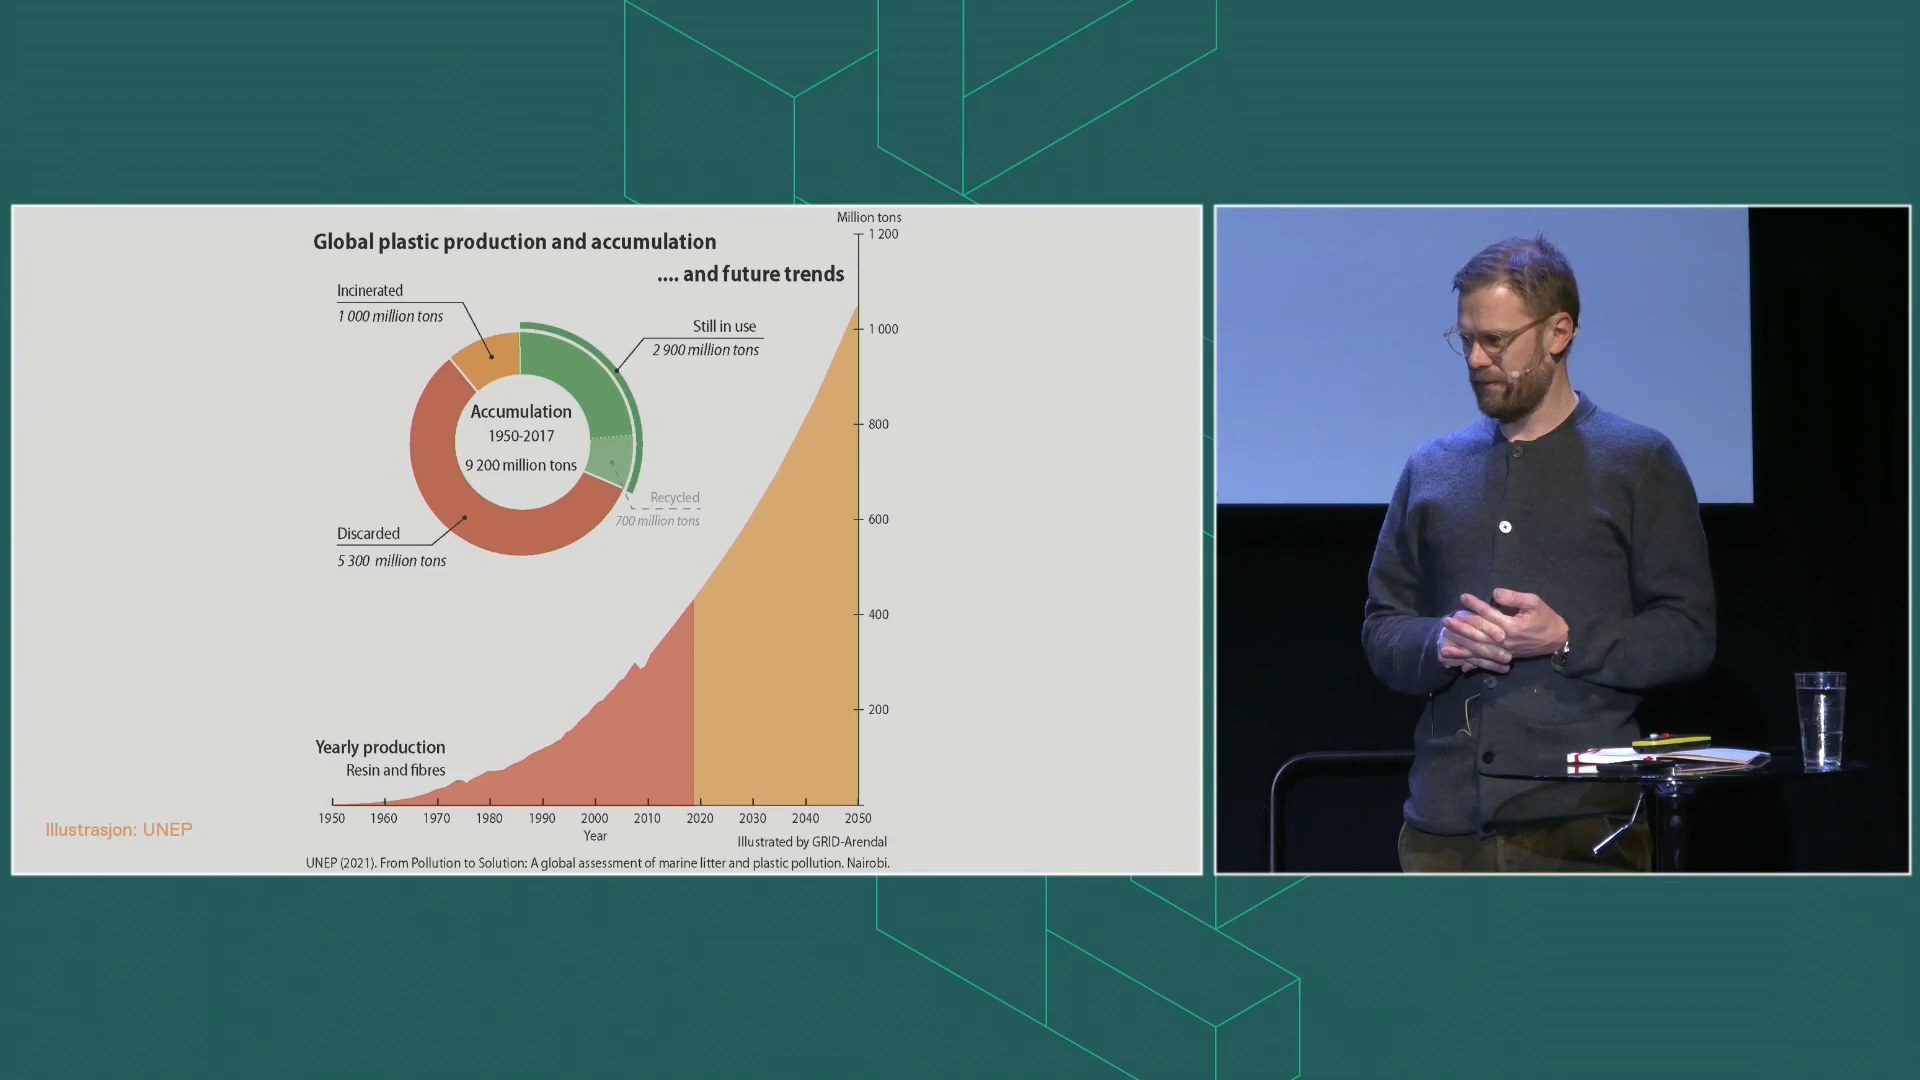 Million tons
1 200
Global plastic production and accumulation
.... and future trends
Incinerated
1 000 million tons
Still in use
2 900 million tons
1 000
800
Accumulation
1950-2017
9 200 million tons
Recycled
700 million tons
600
Discarded
5 300 million tons
400
200
Yearly production
Resin and fibres
1950 1960 1970 1980 1990 2000 2010 2020 2030 2040 2050
Year
Illustrasjon: UNEP
Illustrated by GRID-Arendal
UNEP (2021). From Pollution to Solution: A global assessment of marine litter and plastic pollution. Nairobi.